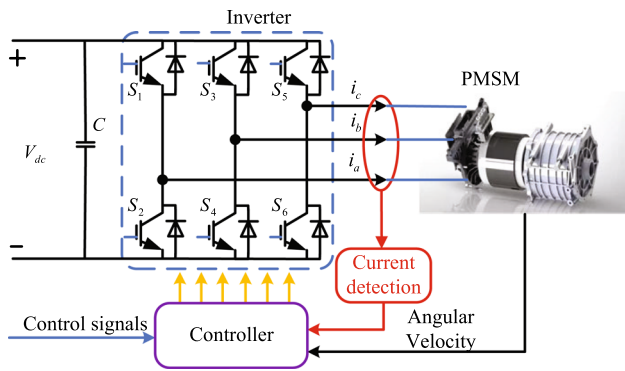 Inverter
+
S1
S3
S5
ic
PMSM
C
ib
Vdc
ia
S2
S4
S6
−
Current
detection
Control signals
Controller
Angular
Velocity